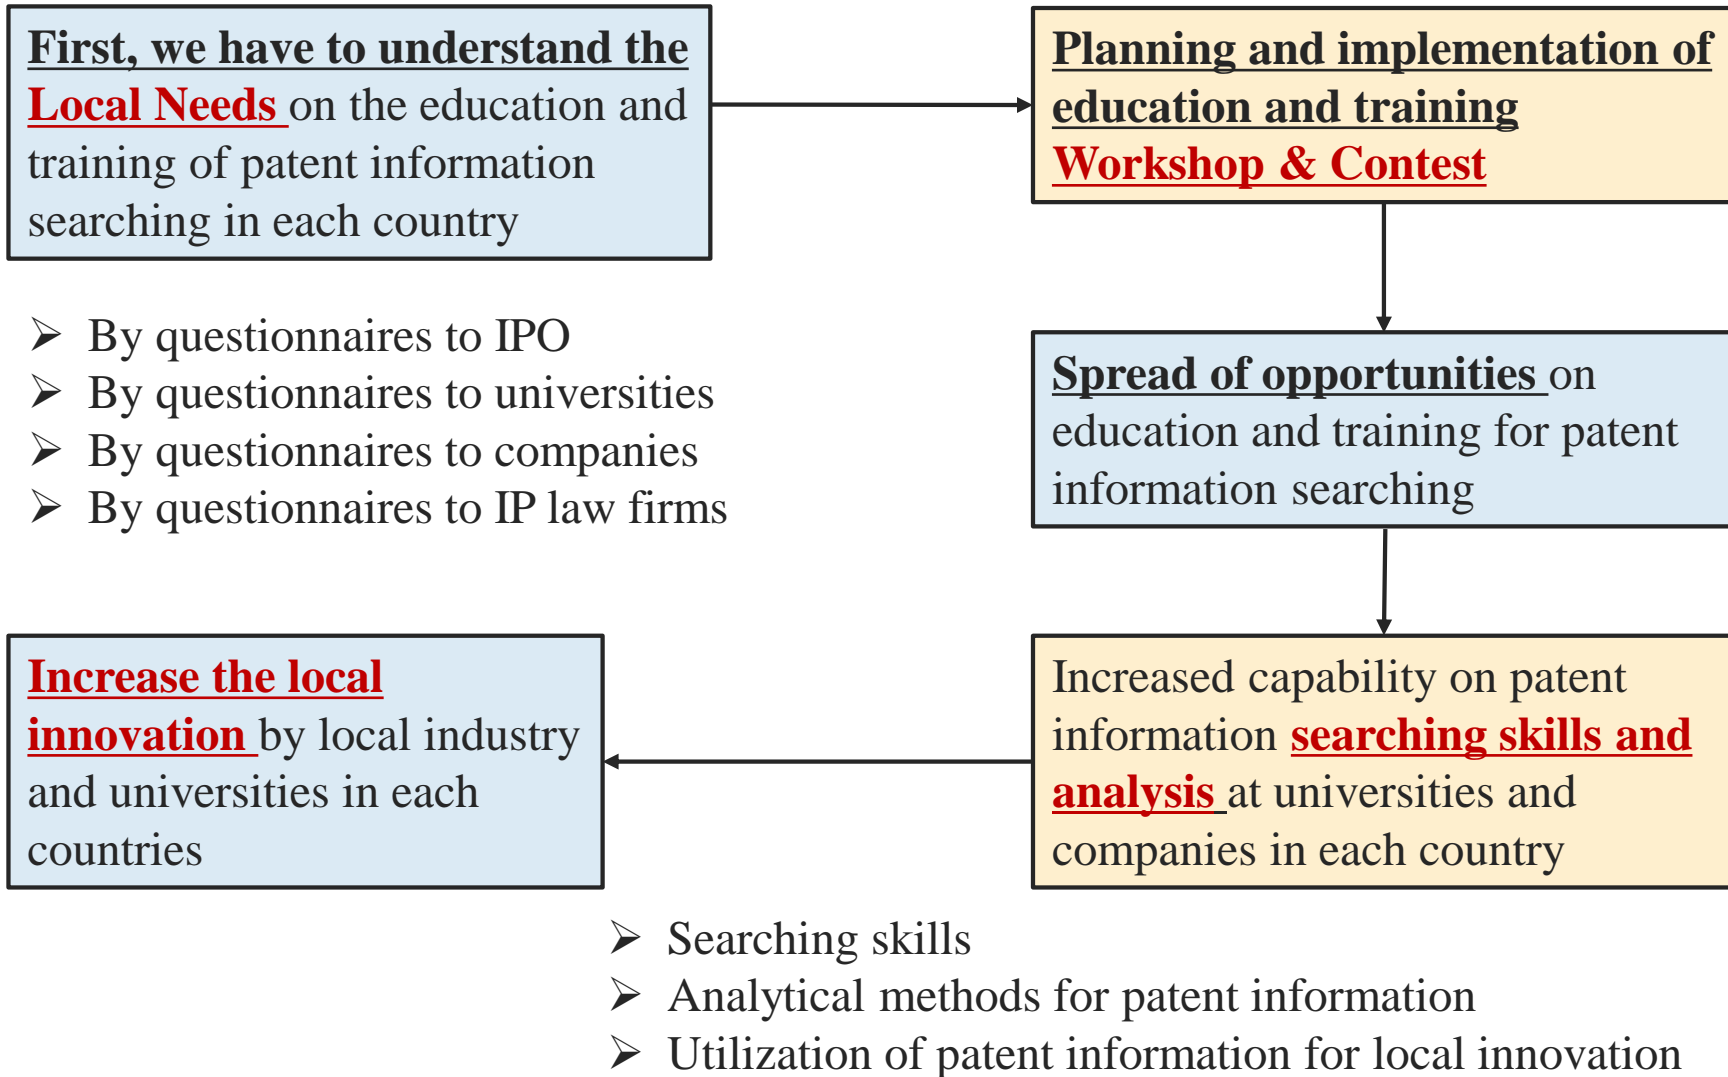 First, we have to understand the
Local Needs on the education and
training of patent information
searching in each country
Planning and implementation of
education and training
Workshop & Contest
➢ By questionnaires to IPO
➢ By questionnaires to universities
➢ By questionnaires to companies
➢ By questionnaires to IP law firms
Spread of opportunities on
education and training for patent
information searching
Increased capability on patent
information searching skills and
analysis at universities and
companies in each country
Increase the local
innovation by local industry
and universities in each
countries
➢ Searching skills
➢ Analytical methods for patent information
➢ Utilization of patent information for local innovation